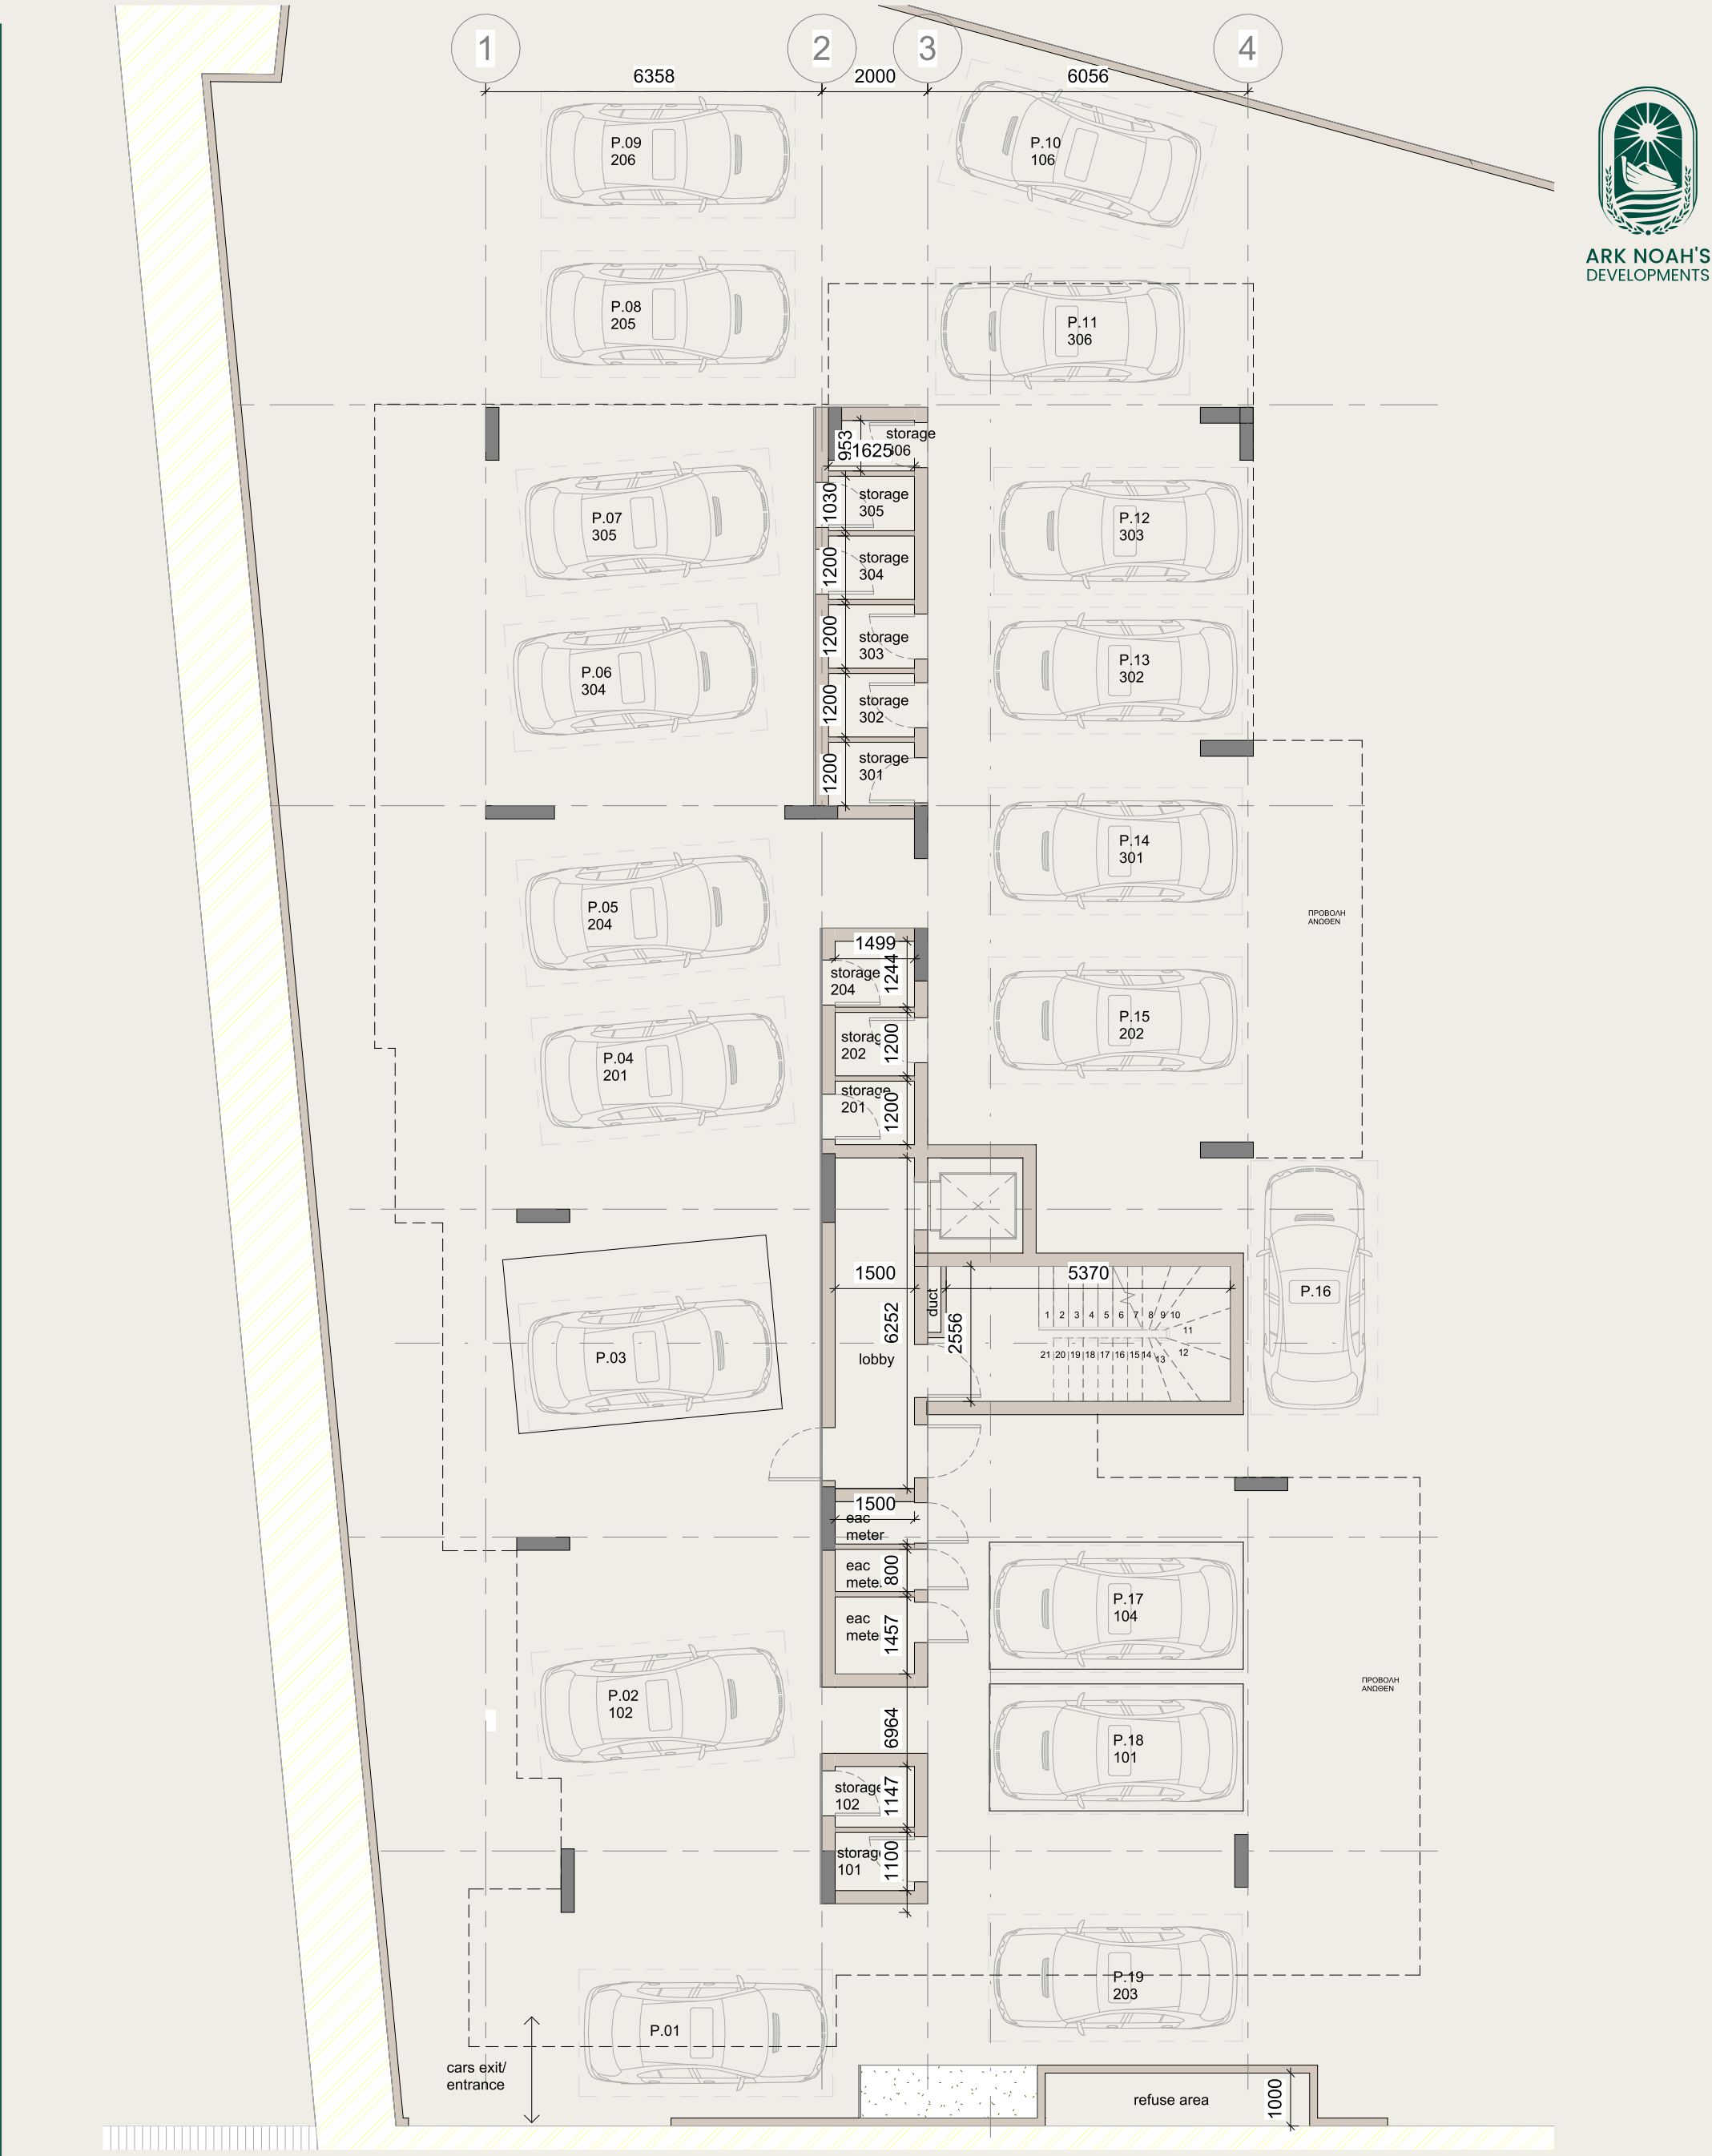 1
2
3
4
6358
2000
6056
ARK NOAH'S
DEVELOPMENTS
P.09
206
P.10
106
P.08
205
P.11
306
storage
306
953
1625
P.07
305
1030
storage
305
P.12
303
1200
storage
304
1200
storage
303
P.06
304
P.13
302
1200
storage
302
1200
storage
301
P.14
301
P.05
204
ΠΡΟΒΟΛΗ
ΑΝΩΘΕΝ
1499
1244
storage
204
P.15
202
storage
202
1200
P.04
201
storage
201
1200
1500
5370
duct
6252
2556
1 2 3 4 5 6 7 8 9 10
11
12
21 20 19 18 17 16 15 14 13
P.16
lobby
P.03
1500
eac
meter
eac
meter
800
eac
meter
1457
P.17
104
P.02
102
ΠΡΟΒΟΛΗ
ΑΝΩΘΕΝ
6964
P.18
101
storage
102
1147
storage
101
1100
P.19
203
P.01
cars exit/
entrance
refuse area
1000